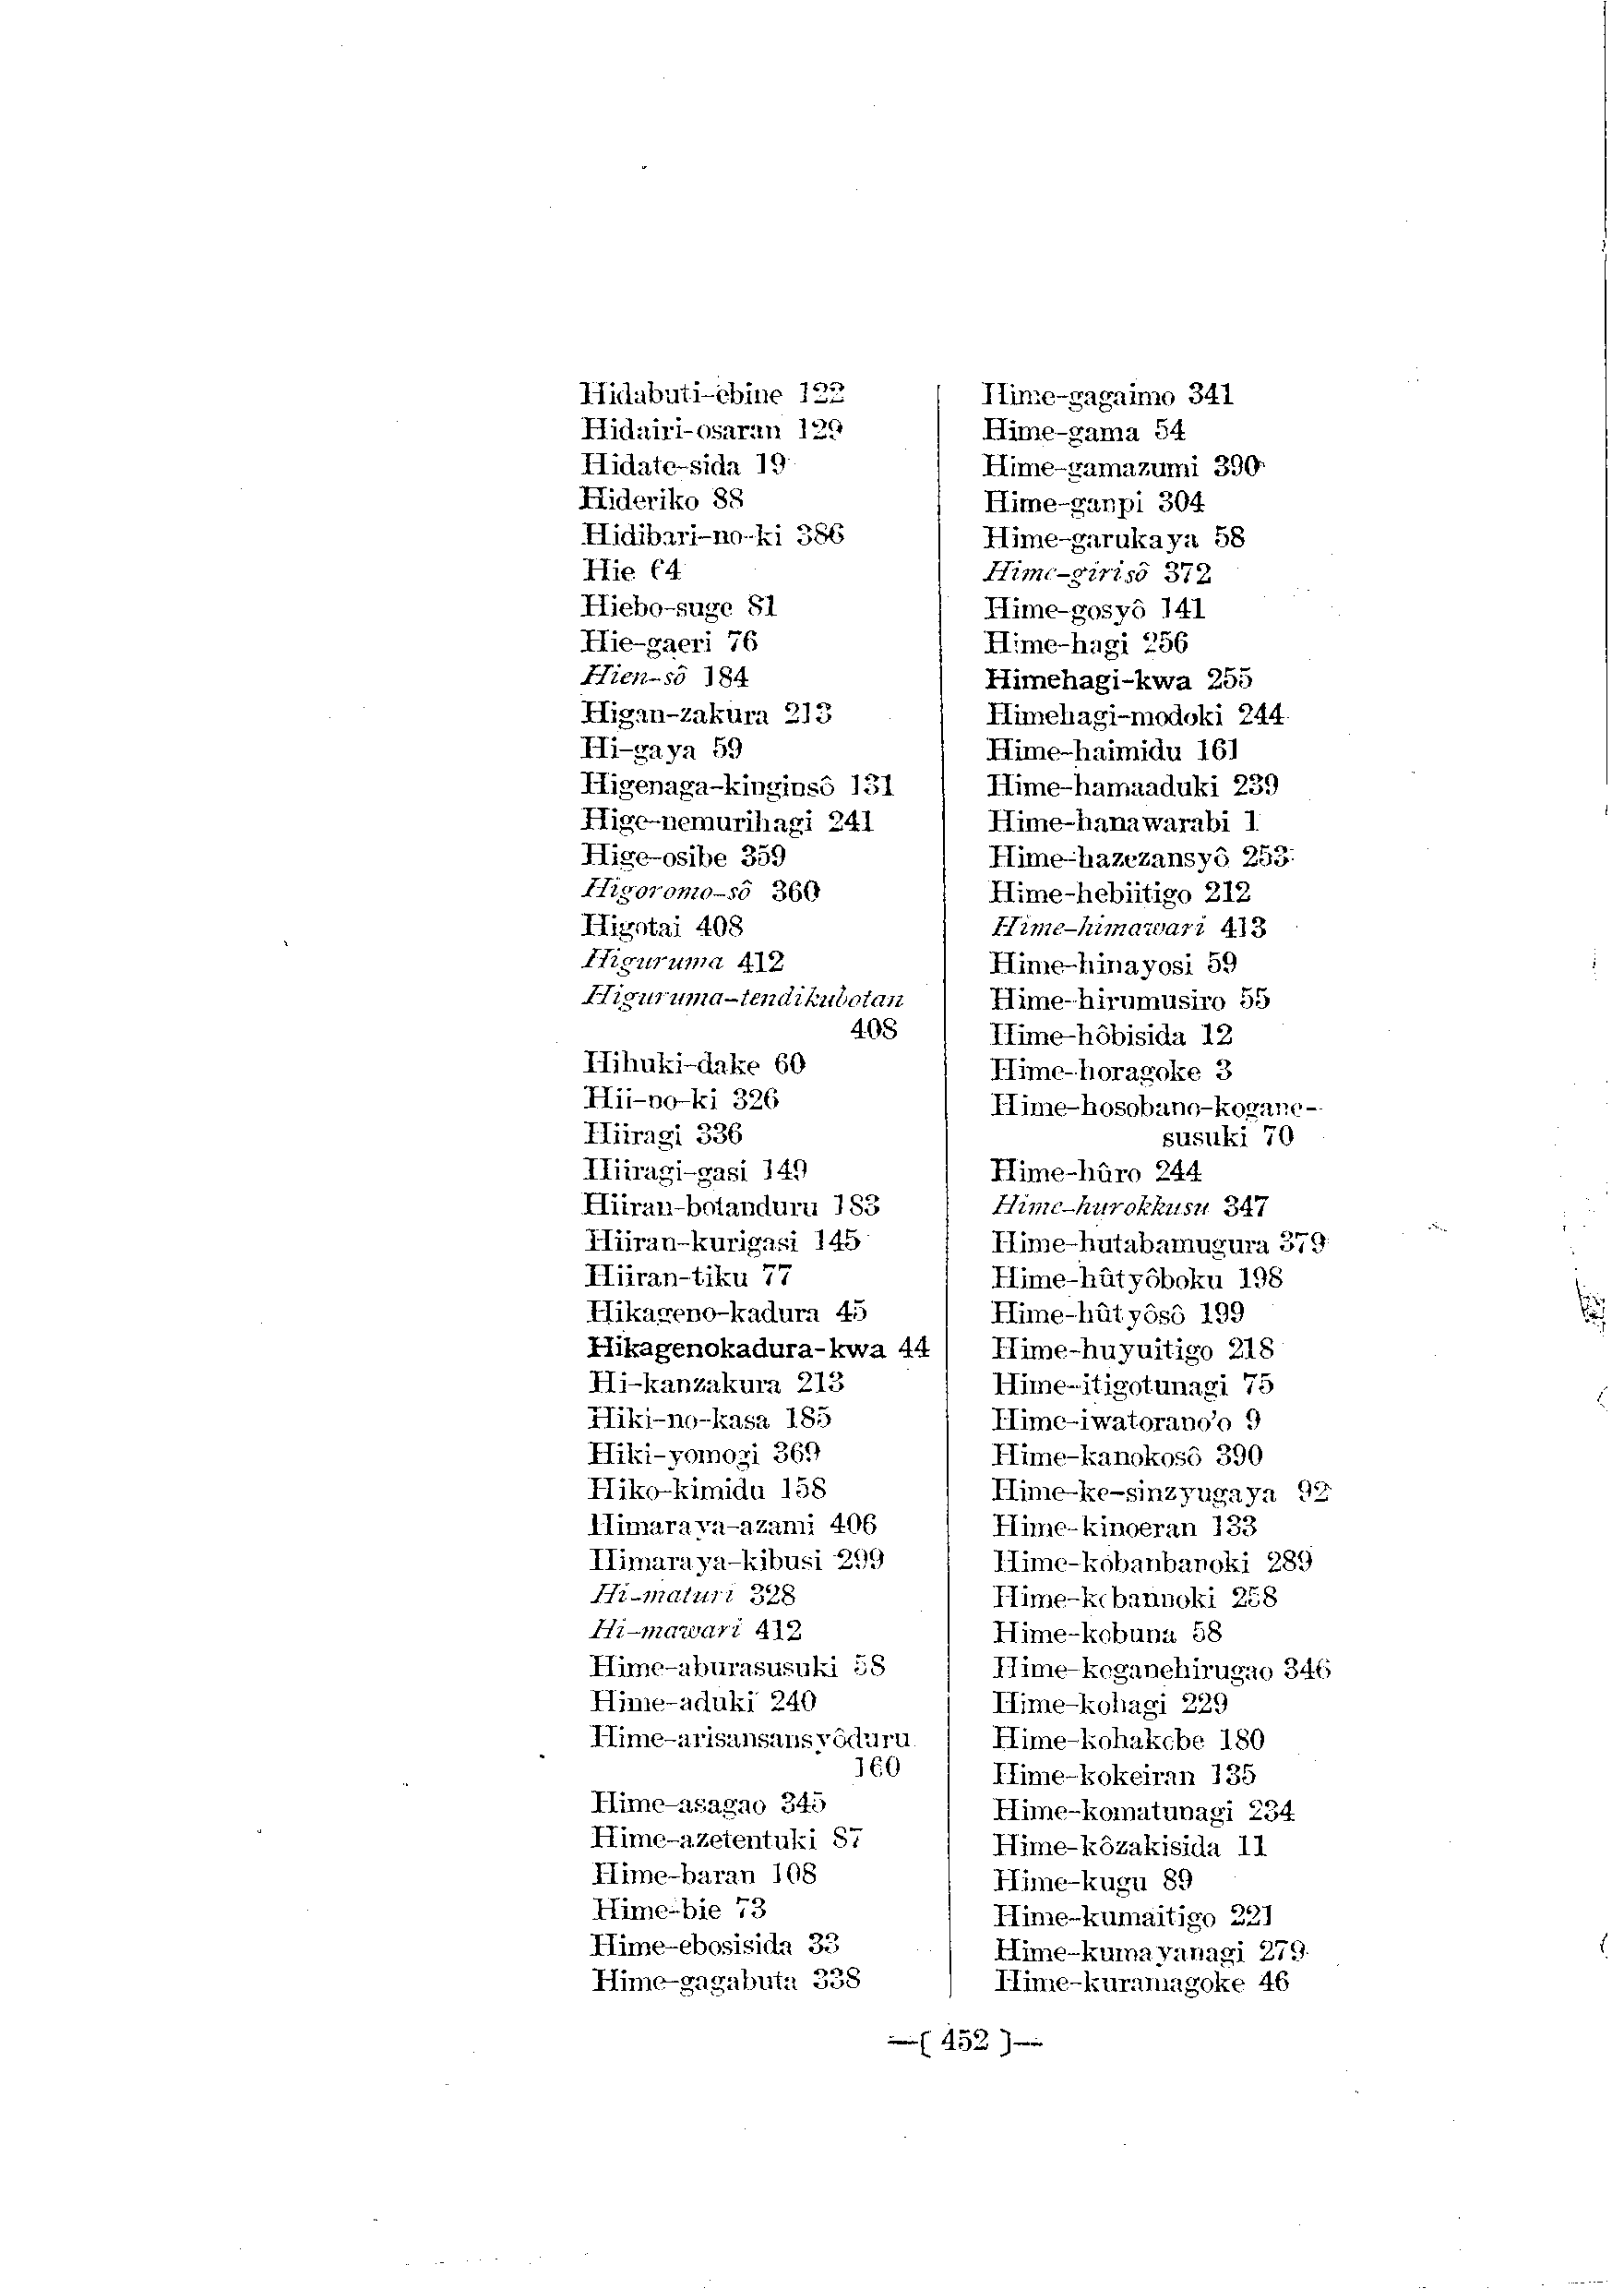 Hidabuti-ebine 122
Hidairi-osaran 129
Hidate-sida 19
Hideriko 88
Hidibari-no-ki 386
Hie 64
Hiebo-suge 81
Hie-gaeri 76
Hien-sô 184
Higan-zakura 213
Hi-gaya 59
Higenaga-kinginsô 131
Hige-nemurihagi 241
Hige-osibe 359
Higoromo-sô 360
Higotai 408
Higuruma 412
Higuruma-tendikubotan
408
Hihuki-dake 60
Hii-no-ki 326
Hiiragi 336
Hiiragi-gasi 149
Hiiran-botanduru 183
Hiiran-kurigasi 145
Hiiran-tiku 77
Hikageno-kadura 45
Hikagenokadura-kwa 44
Hi-kanzakura 213
Hiki-no-kasa 185
Hiki-yomogi 369
Hiko-kimidu 158
Himaraya-azami 406
Himaraya-kibusi 299
Hi-maturi 328
Hi-mawari 412
Hime-aburasusuki 58
Hime-aduki 240
Hime-arisansansyôduru
160
Hime-asagao 345
Hime-azetentuki 87
Hime-baran 108
Hime-bie 73
Hime-ebosisida 33
Hime-gagabuta 338
Hime-gagaimo 341
Hime-gama 54
Hime-gamazumi 390
Hime-ganpi 304
Hime-garukaya 58
Hime-girisô 372
Hime-gosyô 141
Hime-hagi 256
Himehagi-kwa 255
Himehagi-modoki 244
Hime-haimidu 161
Hime-hamaaduki 239
Hime-hanawarabi 1
Hime-hazezansyô 253
Hime-hebiitigo 212
Hime-himawari 413
Hime-hinayosi 59
Hime-hirumusiro 55
Hime-hôbisida 12
Hime-horagoke 3
Hime-hosobano-kogane-
susuki 70
Hime-hûro 244
Hime-hurokkusu 347
Hime-hutabamugura 379
Hime-hûtyôboku 198
Hime-hûtyôsô 199
Hime-huyuitigo 218
Hime-itigotunagi 75
Hime-iwatorano'o 9
Hime-kanokosô 390
Hime-ke-sinzyugaya 92
Hime-kinoeran 133
Hime-kôbanbanoki 289
Hime-kobannoki 258
Hime-kobuna 58
Hime-koganehirugao 346
Hime-kohagi 229
Hime-kohakobe 180
Hime-kokeiran 135
Hime-komatunagi 234
Hime-kôzakisida 11
Hime-kugu 89
Hime-kumaitigo 221
Hime-kumayanagi 279
Hime-kuramagoke 46
—( 452 )—